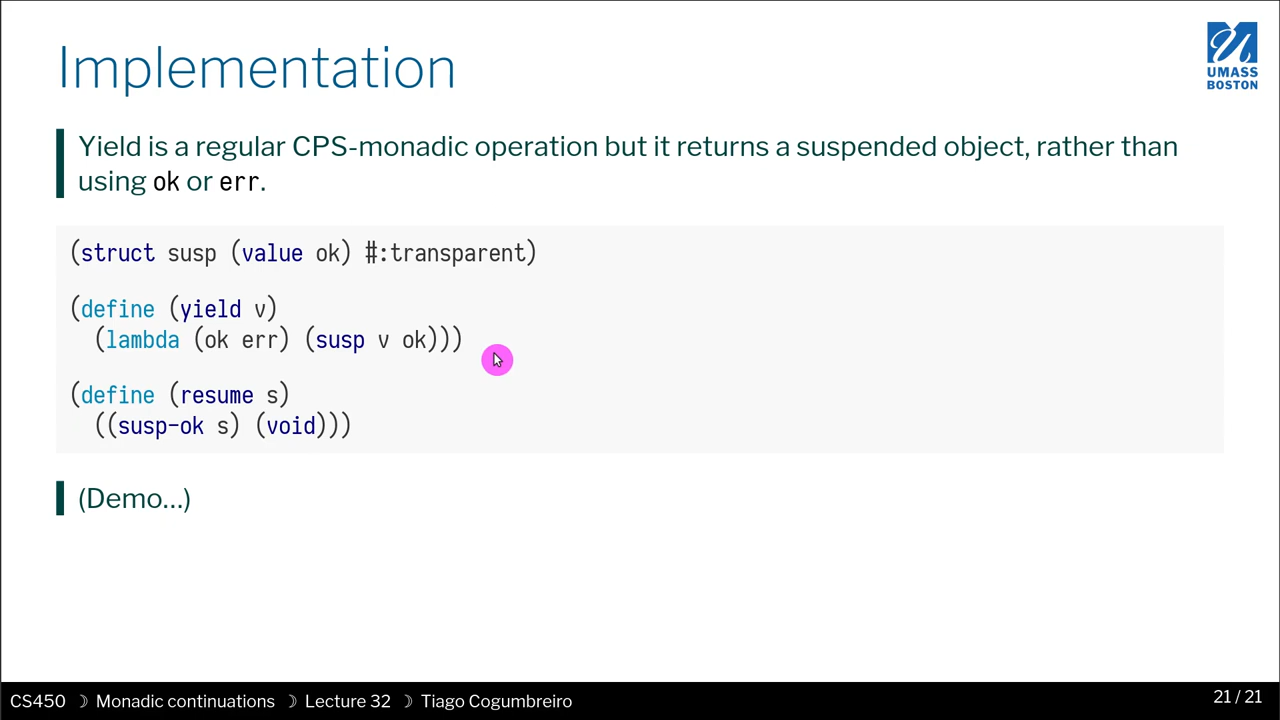 Implementation
UMASS
BOSTON
Yield is a regular CPS-monadic operation but it returns a suspended object, rather than
using ok or err.
(struct susp (value ok) #:transparent)
(define (yield v)
  (lambda (ok err) (susp v ok)))
(define (resume s)
  ((susp-ok s) (void)))
(Demo...)
CS450 ☽ Monadic continuations ☽ Lecture 32 ☽ Tiago Cogumbreiro
21 / 21